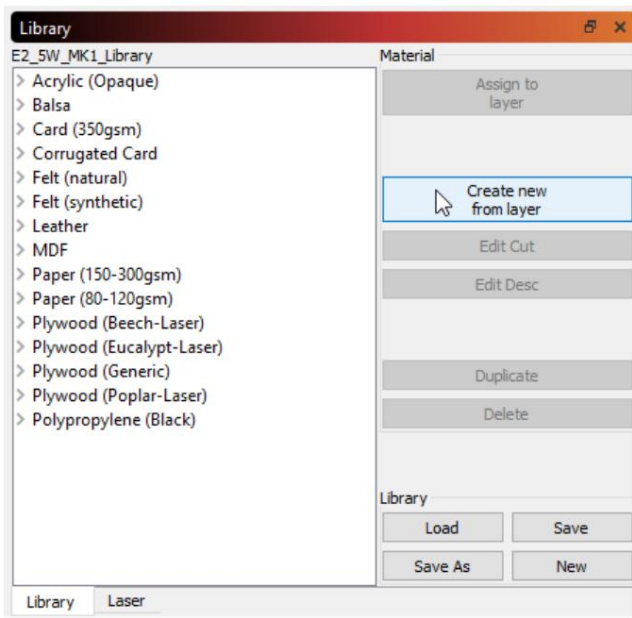 Library
E2_5W_MK1_Library
Acrylic (Opaque)
Balsa
Card (350gsm)
Corrugated Card
Felt (natural)
Felt (synthetic)
Leather
MDF
Paper (150-300gsm)
Paper (80-120gsm)
Plywood (Beech-Laser)
Plywood (Eucalypt-Laser)
Plywood (Generic)
Plywood (Poplar-Laser)
Polypropylene (Black)
Material
Assign to
layer
Create new
from layer
Edit Cut
Edit Desc
Duplicate
Delete
Library
Load
Save
Save As
New
Library
Laser